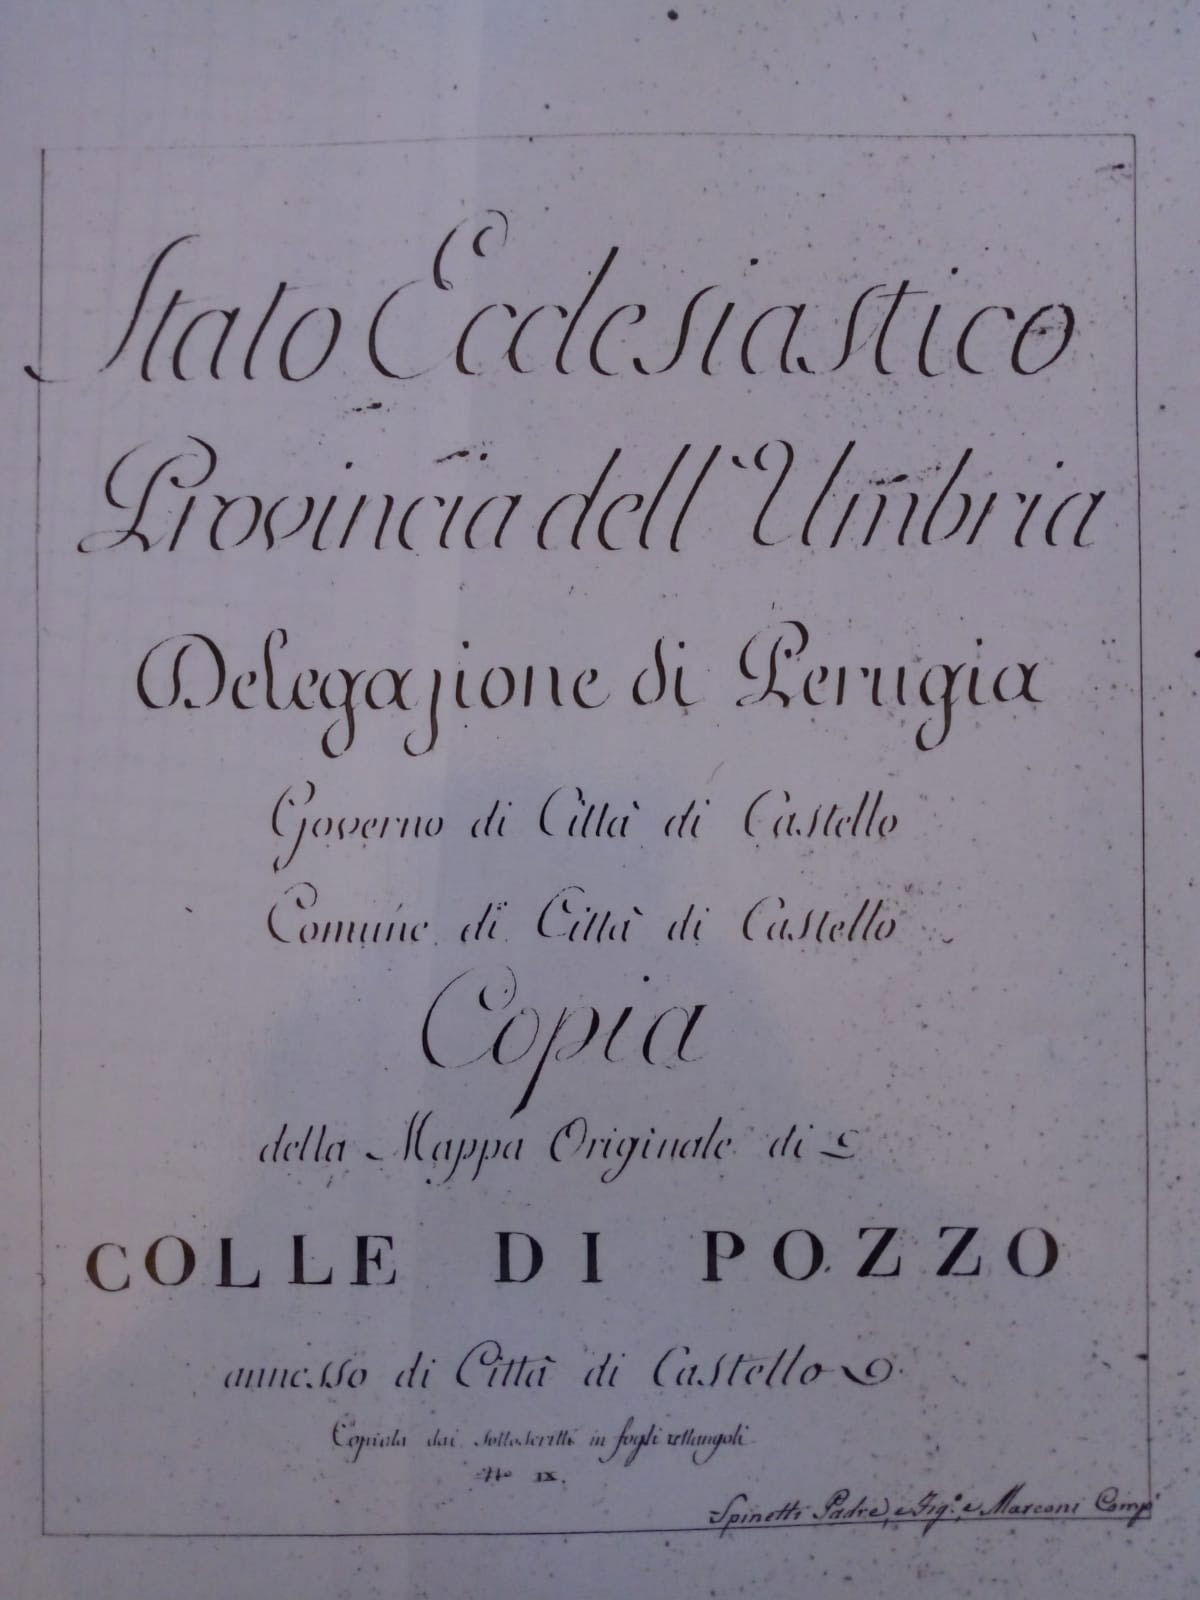 Stato Ecclesiastico
Provincia dell'Umbria
Delegazione di Perugia
Governo di Città di Castello
Comune di Città di Castello
Copia
della Mappa Originale di
COLLE DI POZZO
annesso di Città di Castello
Copiata dai sottoscritti in fogli rettangoli
No IX.
Spinetti Padre, e Fig.o, e Marconi Comp.i